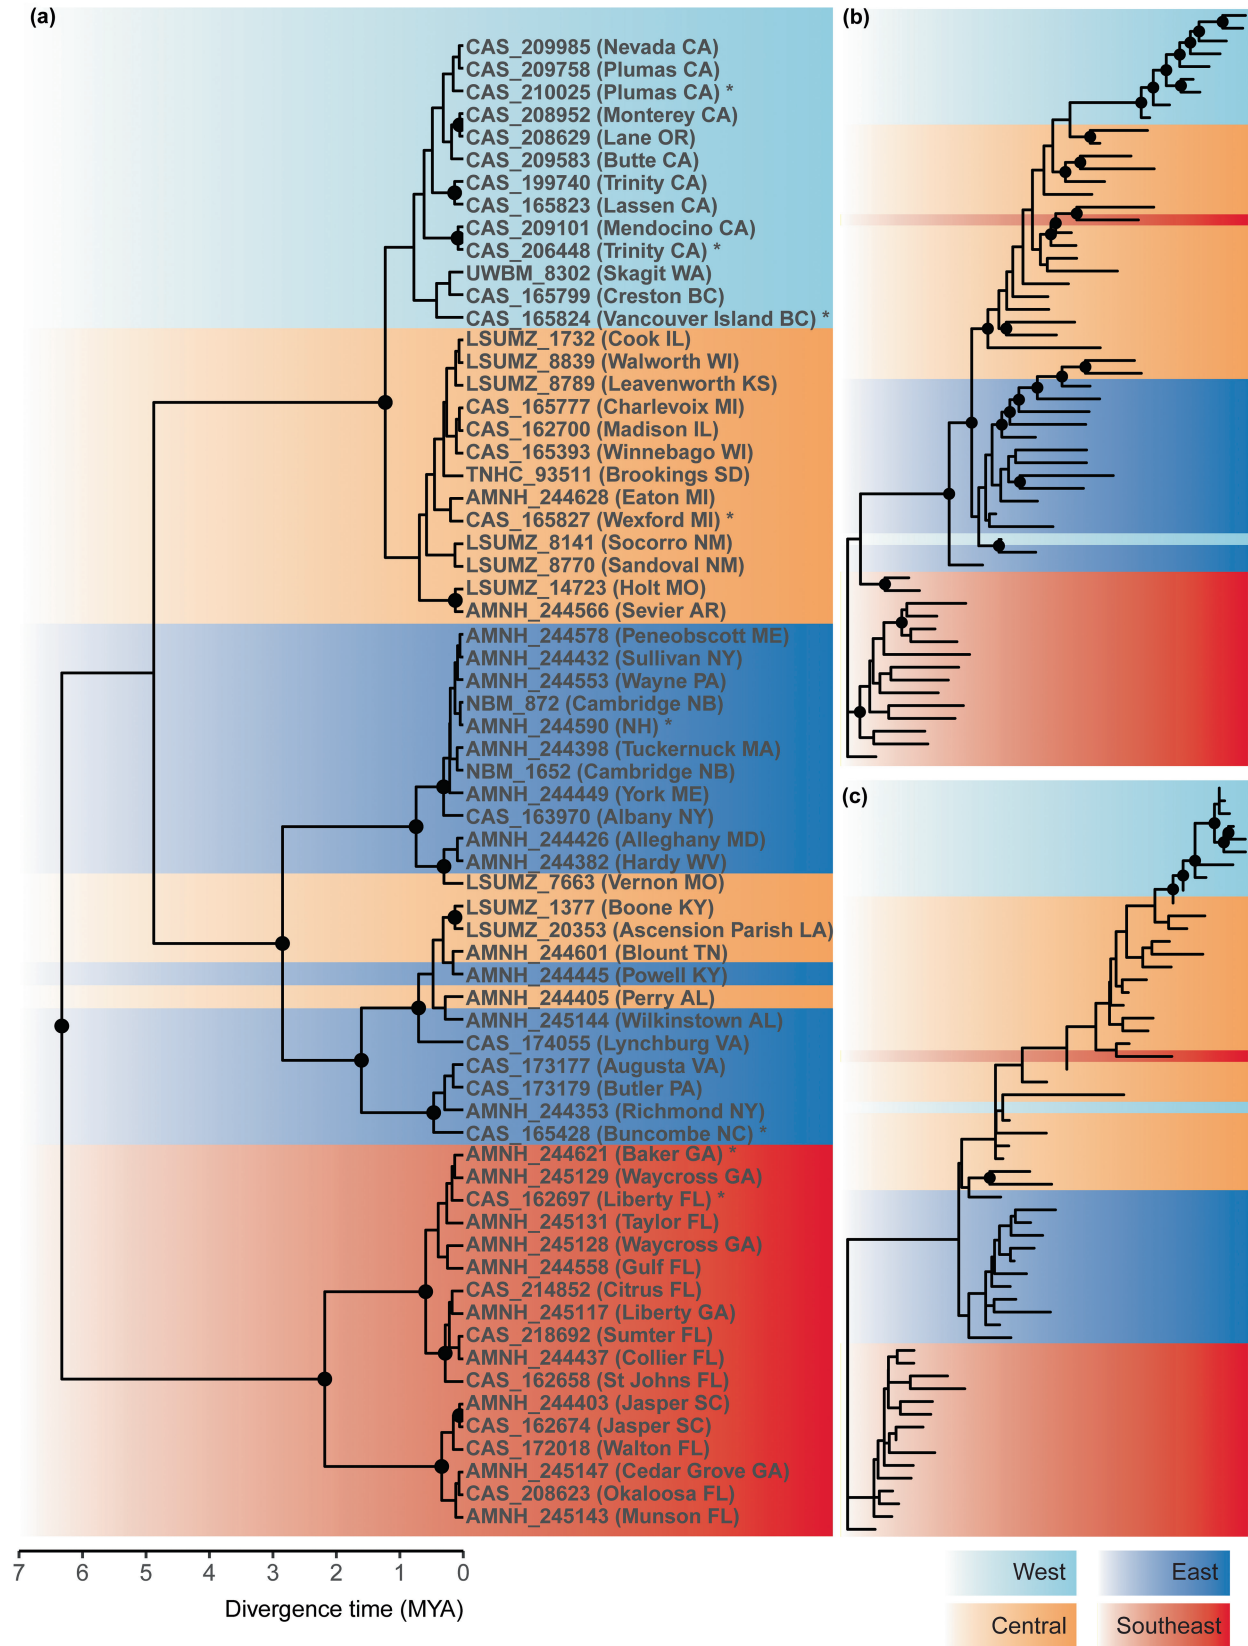 (a)
CAS_209985 (Nevada CA)
CAS_209758 (Plumas CA)
CAS_210025 (Plumas CA) *
CAS_208952 (Monterey CA)
CAS_208629 (Lane OR)
CAS_209583 (Butte CA)
CAS_199740 (Trinity CA)
CAS_165823 (Lassen CA)
CAS_209101 (Mendocino CA)
CAS_206448 (Trinity CA) *
UWBM_8302 (Skagit WA)
CAS_165799 (Creston BC)
CAS_165824 (Vancouver Island BC) *
LSUMZ_1732 (Cook IL)
LSUMZ_8839 (Walworth WI)
LSUMZ_8789 (Leavenworth KS)
CAS_165777 (Charlevoix MI)
CAS_162700 (Madison IL)
CAS_165393 (Winnebago WI)
TNHC_93511 (Brookings SD)
AMNH_244628 (Eaton MI)
CAS_165827 (Wexford MI) *
LSUMZ_8141 (Socorro NM)
LSUMZ_8770 (Sandoval NM)
LSUMZ_14723 (Holt MO)
AMNH_244566 (Sevier AR)
AMNH_244578 (Peneobscott ME)
AMNH_244432 (Sullivan NY)
AMNH_244553 (Wayne PA)
NBM_872 (Cambridge NB)
AMNH_244590 (NH) *
AMNH_244398 (Tuckernuck MA)
NBM_1652 (Cambridge NB)
AMNH_244449 (York ME)
CAS_163970 (Albany NY)
AMNH_244426 (Alleghany MD)
AMNH_244382 (Hardy WV)
LSUMZ_7663 (Vernon MO)
LSUMZ_1377 (Boone KY)
LSUMZ_20353 (Ascension Parish LA)
AMNH_244601 (Blount TN)
AMNH_244445 (Powell KY)
AMNH_244405 (Perry AL)
AMNH_245144 (Wilkinstown AL)
CAS_174055 (Lynchburg VA)
CAS_173177 (Augusta VA)
CAS_173179 (Butler PA)
AMNH_244353 (Richmond NY)
CAS_165428 (Buncombe NC) *
AMNH_244621 (Baker GA) *
AMNH_245129 (Waycross GA)
CAS_162697 (Liberty FL) *
AMNH_245131 (Taylor FL)
AMNH_245128 (Waycross GA)
AMNH_244558 (Gulf FL)
CAS_214852 (Citrus FL)
AMNH_245117 (Liberty GA)
CAS_218692 (Sumter FL)
AMNH_244437 (Collier FL)
CAS_162658 (St Johns FL)
AMNH_244403 (Jasper SC)
CAS_162674 (Jasper SC)
CAS_172018 (Walton FL)
AMNH_245147 (Cedar Grove GA)
CAS_208623 (Okaloosa FL)
AMNH_245143 (Munson FL)
7 6 5 4 3 2 1 0
Divergence time (MYA)
(b)
(c)
West
East
Central
Southeast